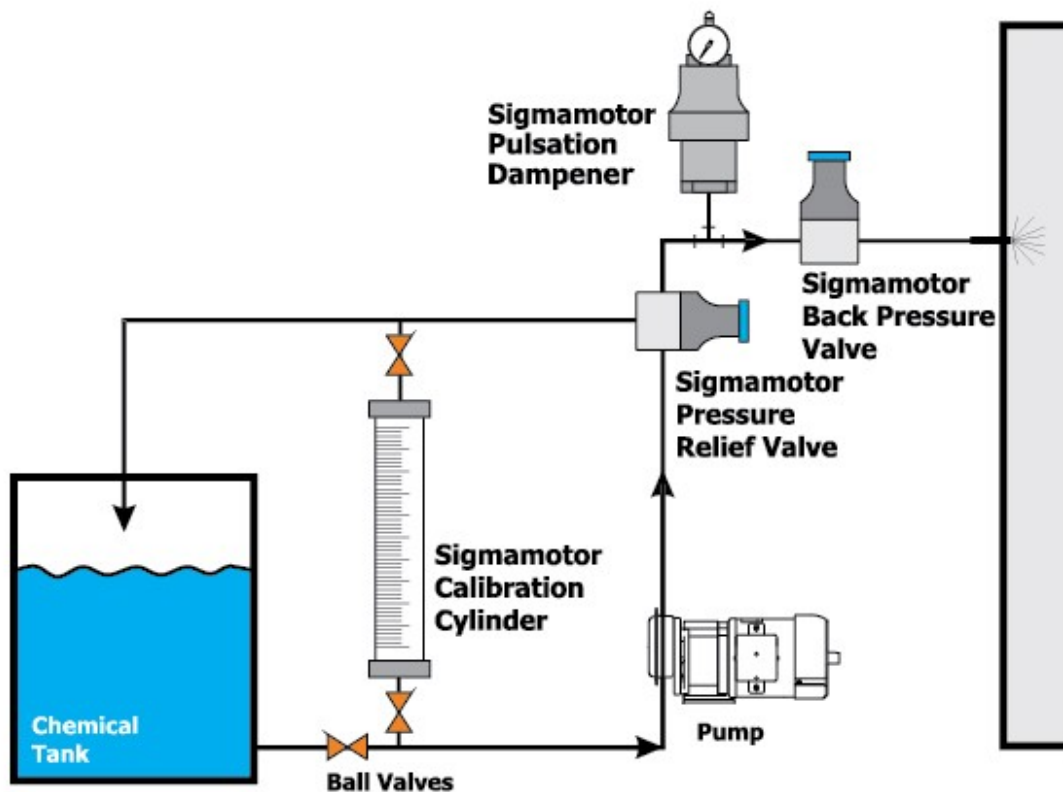 Sigmamotor
Pulsation
Dampener
Sigmamotor
Back Pressure
Valve
Sigmamotor
Pressure
Relief Valve
Sigmamotor
Calibration
Cylinder
Chemical
Tank
Pump
Ball Valves